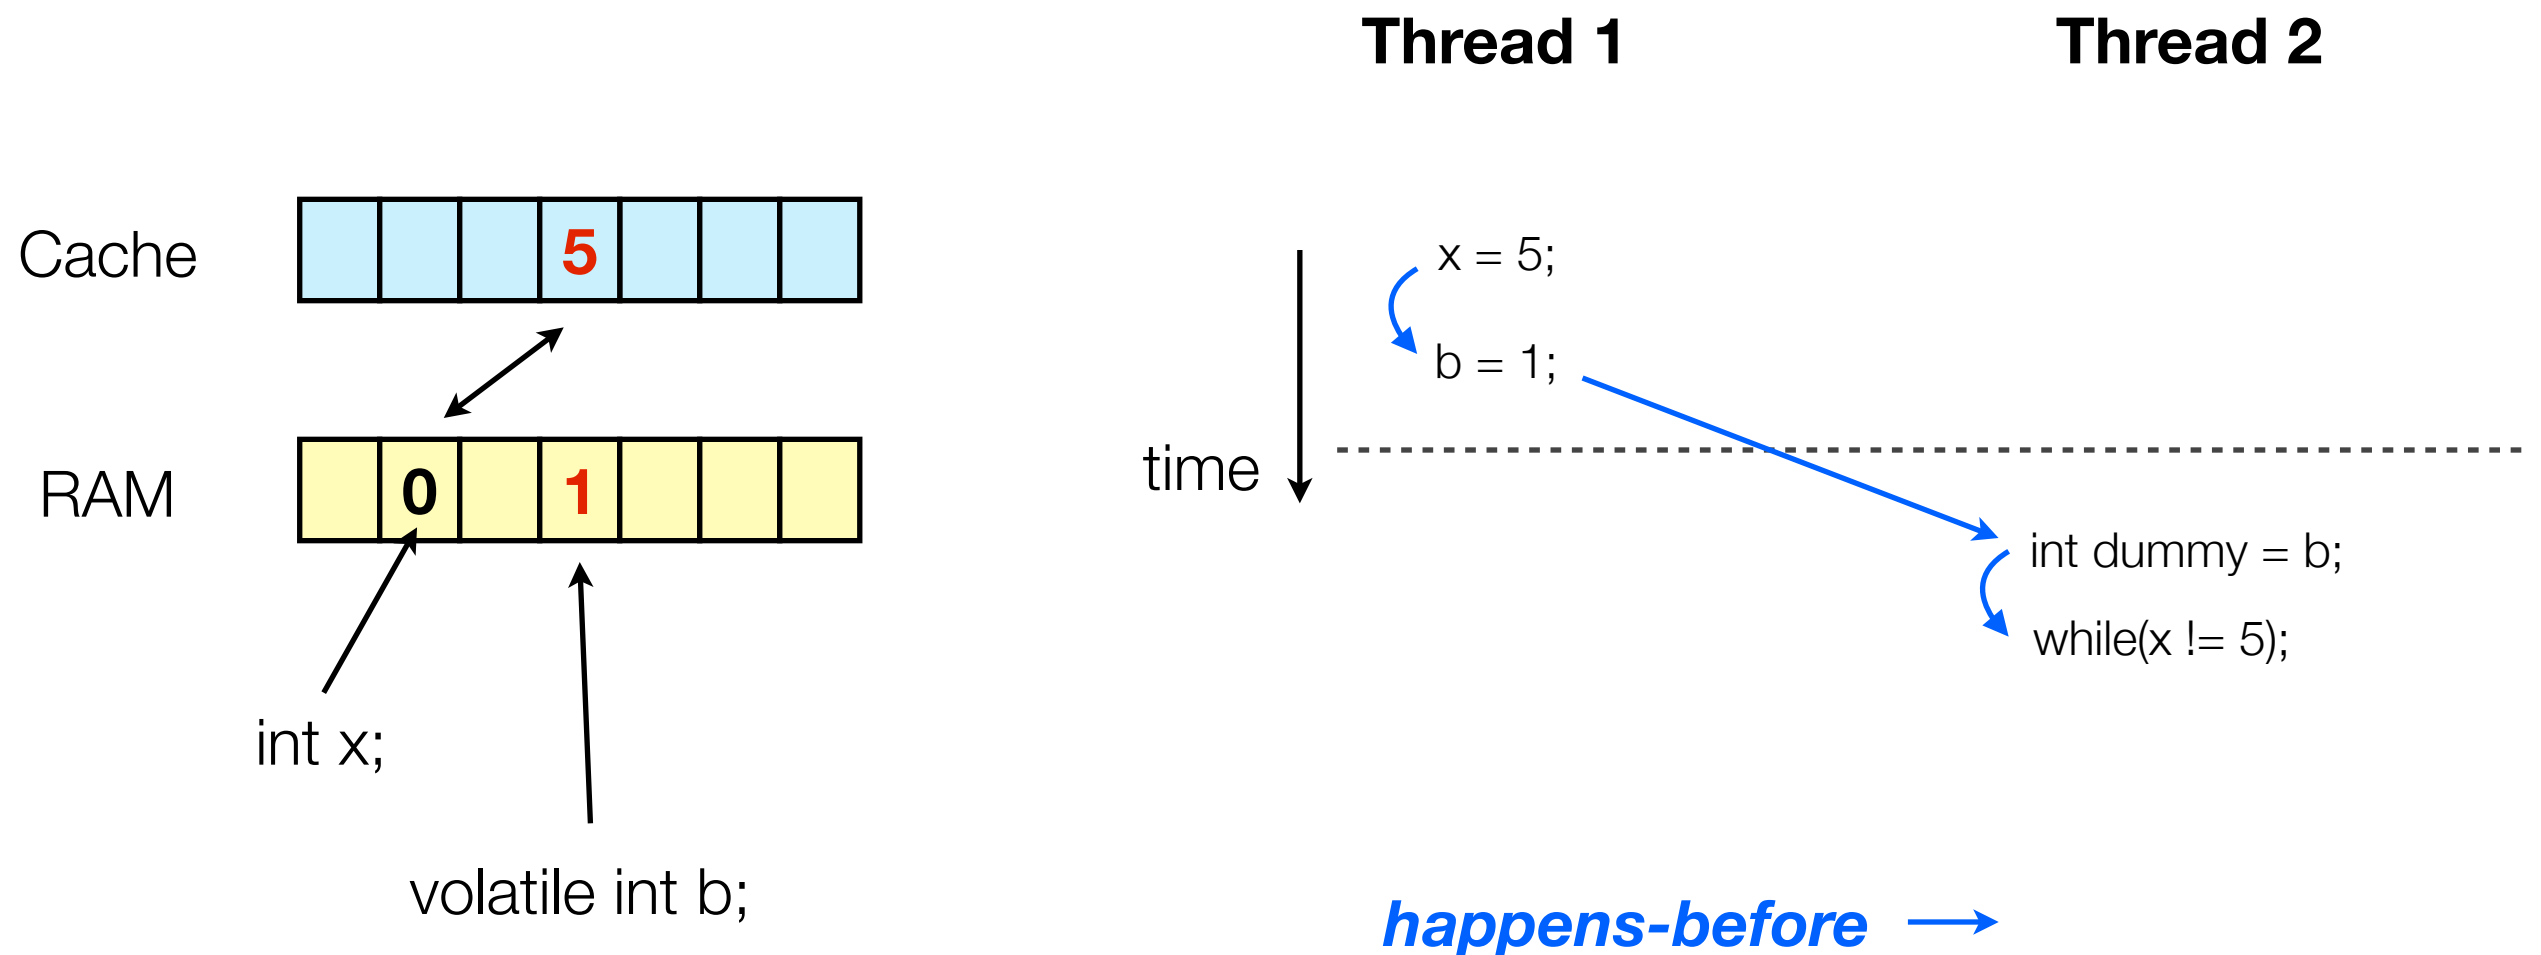 Thread 1
Thread 2
Cache
5
x = 5;
b = 1;
time
RAM
0
1
int dummy = b;
while(x != 5);
int x;
volatile int b;
happens-before